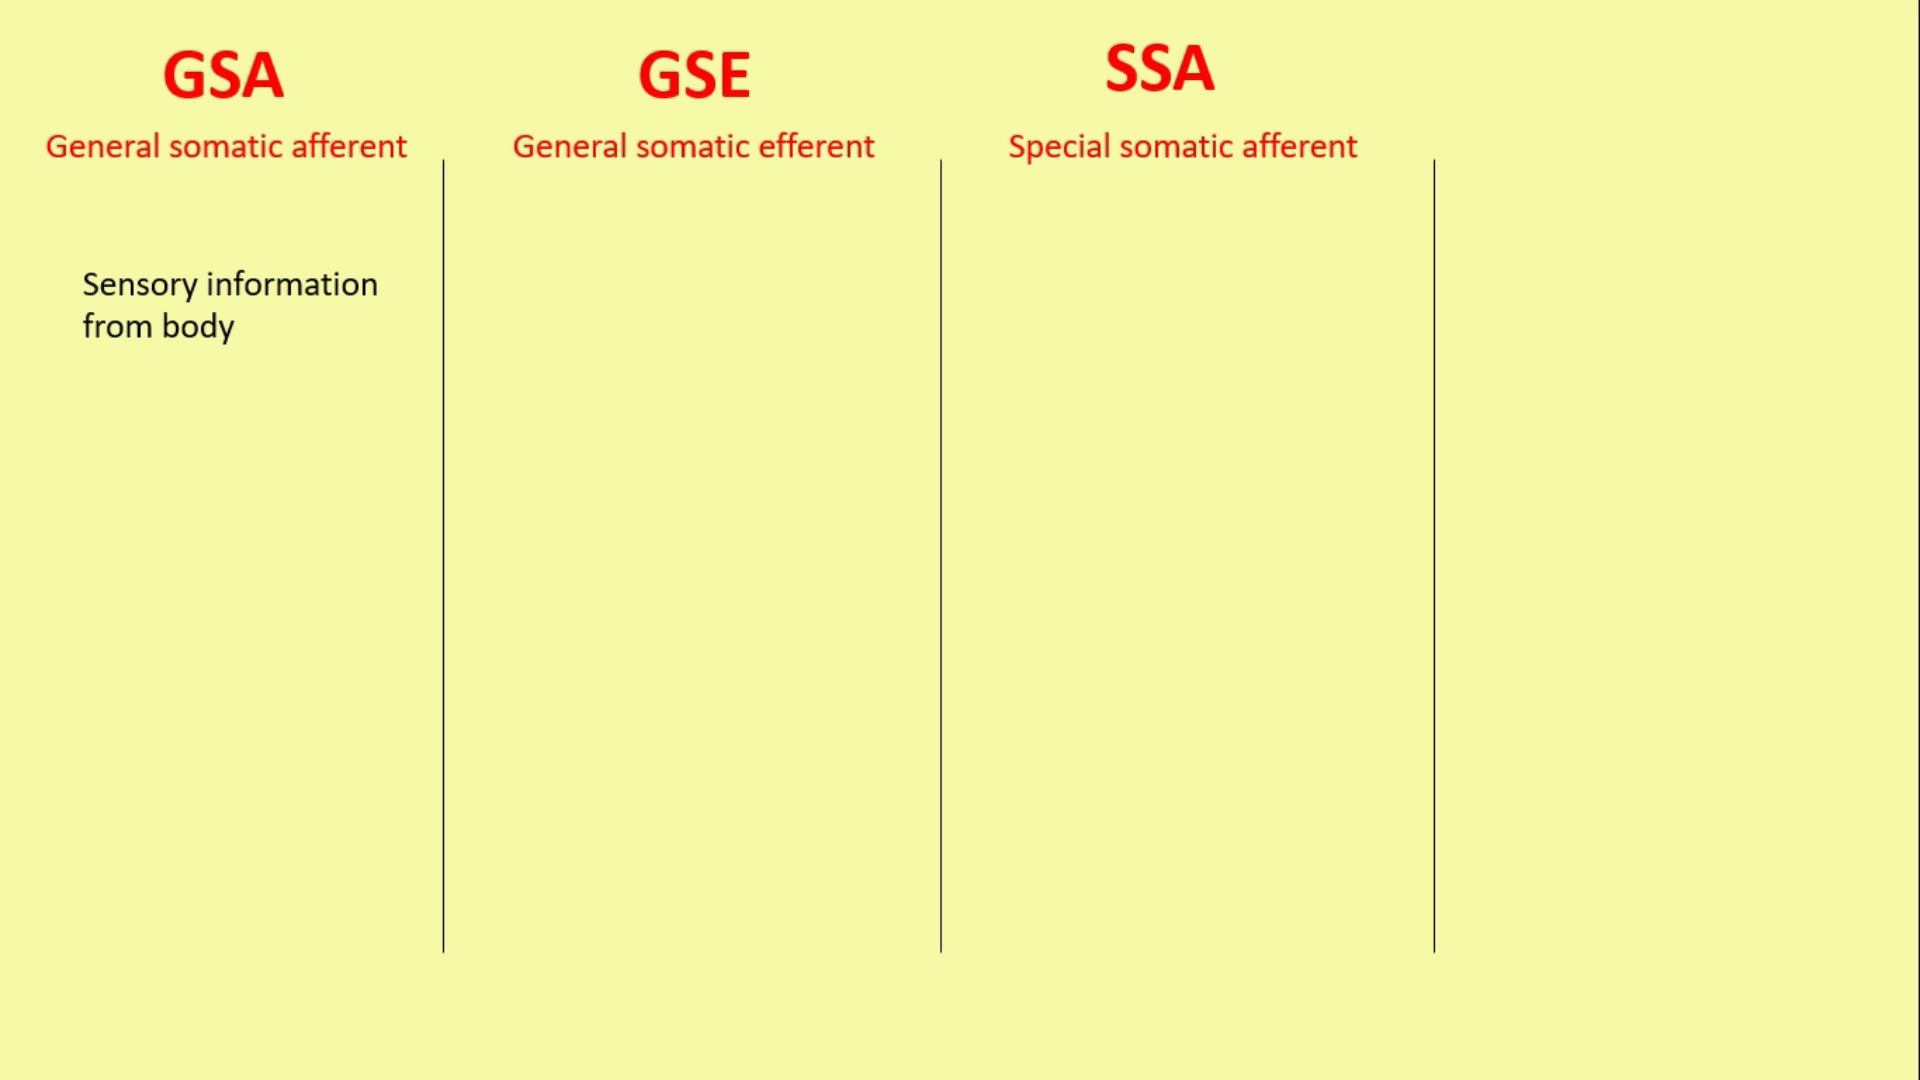 GSA
General somatic afferent
Sensory information
from body
GSE
General somatic efferent
SSA
Special somatic afferent